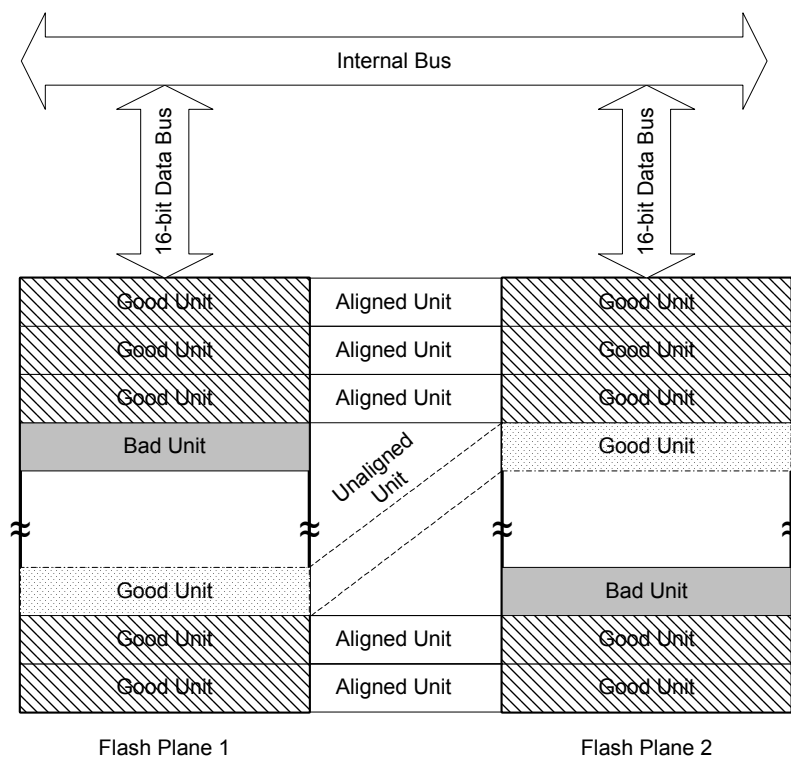 Internal Bus
16-bit Data Bus
16-bit Data Bus
Good Unit
Aligned Unit
Good Unit
Good Unit
Aligned Unit
Good Unit
Good Unit
Aligned Unit
Good Unit
Bad Unit
Good Unit
Unaligned
Unit
Good Unit
Bad Unit
Good Unit
Aligned Unit
Good Unit
Good Unit
Aligned Unit
Good Unit
Flash Plane 1
Flash Plane 2